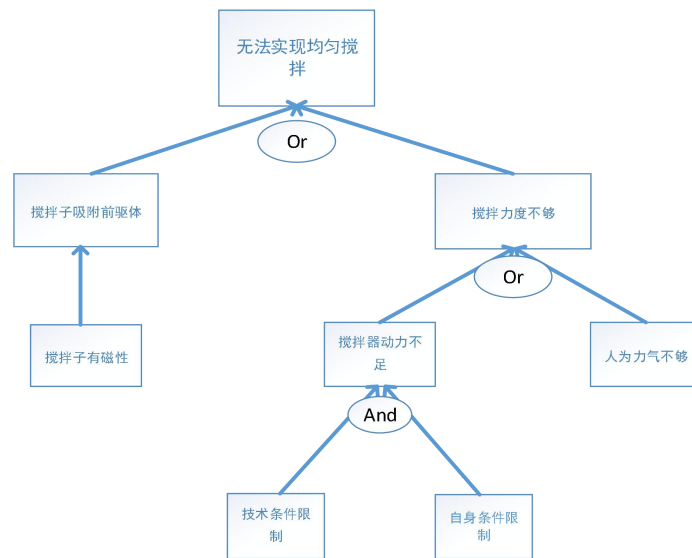 无法实现均匀搅
拌
Or
搅拌子吸附前驱体
搅拌力度不够
Or
搅拌子有磁性
搅拌器动力不
足
人为力气不够
And
技术条件限
制
自身条件限
制